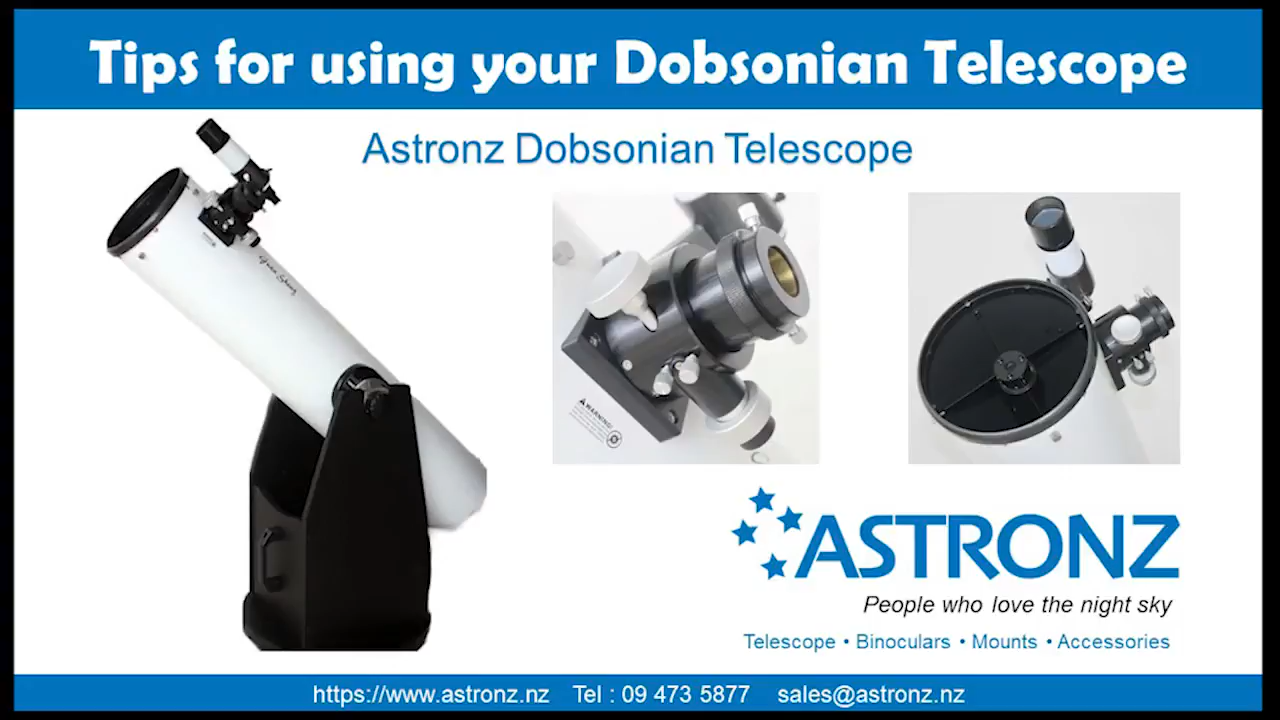 Tips for using your Dobsonian Telescope
Astronz Dobsonian Telescope
WARNING!
ASTRONZ
People who love the night sky
Telescope • Binoculars • Mounts • Accessories
https://www.astronz.nz Tel : 09 473 5877 sales@astronz.nz